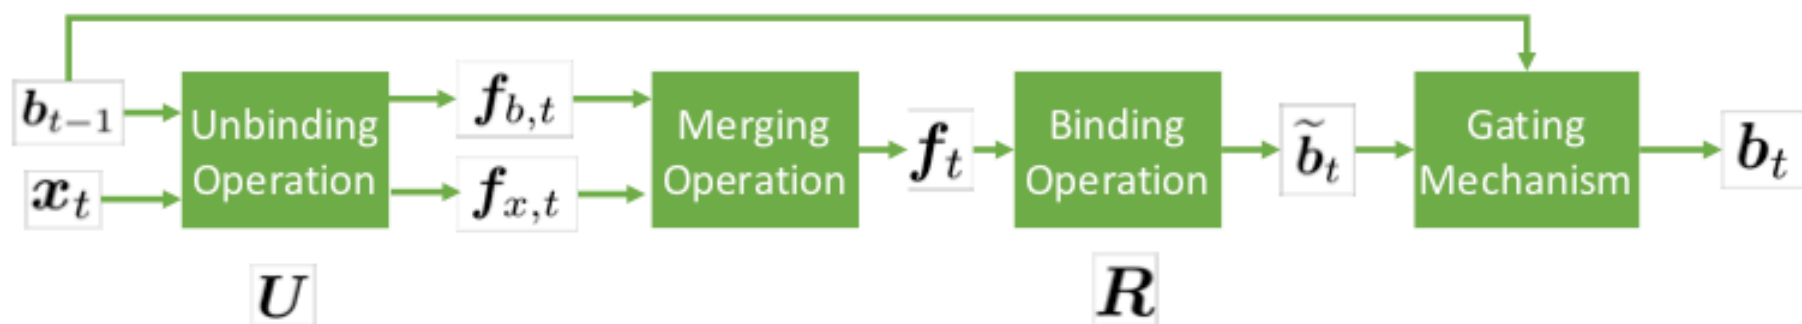 b_{t-1}
x_t
Unbinding
Operation
U
f_{b,t}
f_{x,t}
Merging
Operation
f_t
Binding
Operation
R
b̃_t
Gating
Mechanism
b_t